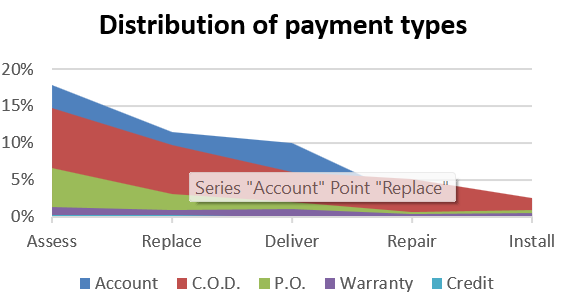 Distribution of payment types
20%
15%
10%
5%
0%
Series "Account" Point "Replace"
Assess Replace Deliver Repair Install
Account C.O.D. P.O. Warranty Credit